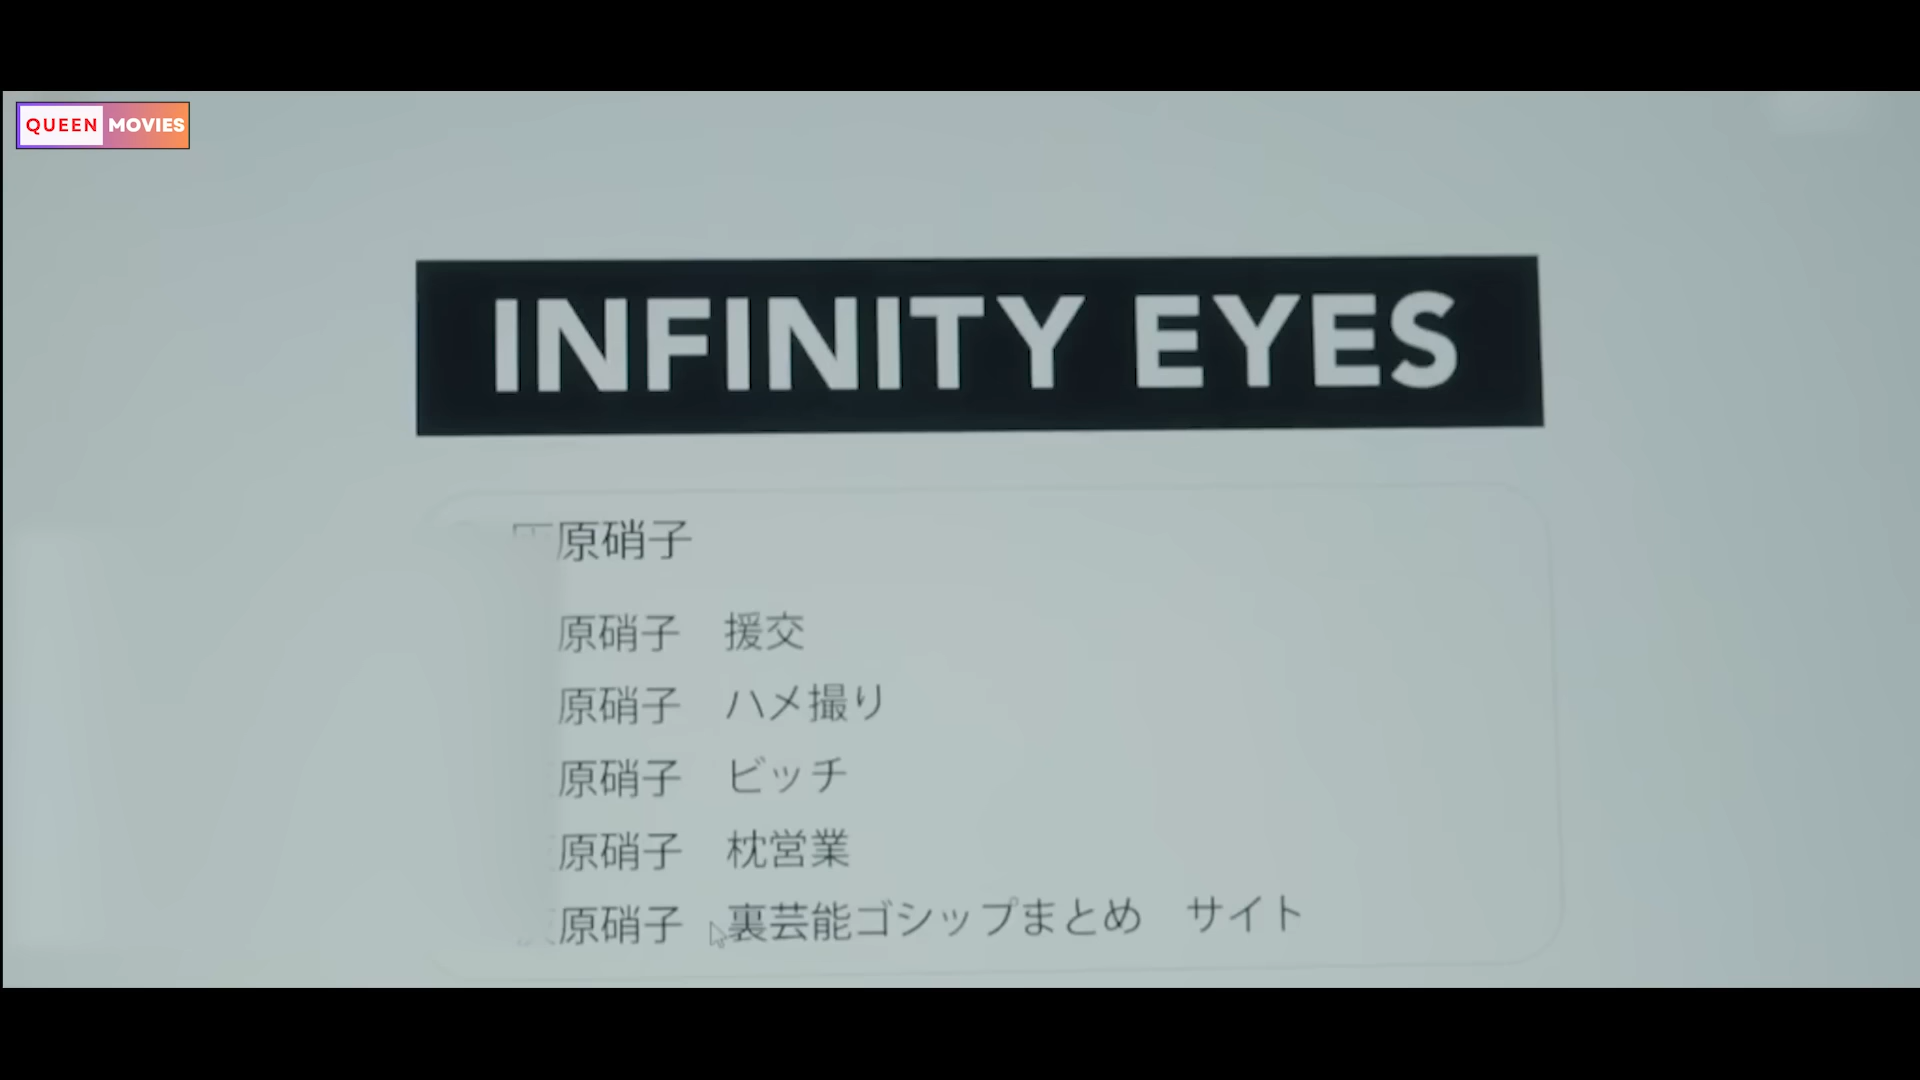 QUEEN MOVIES
INFINITY EYES
原硝子
原硝子 援交
原硝子 ハメ撮り
原硝子 ビッチ
原硝子 枕営業
原硝子 裏芸能ゴシップまとめ サイト